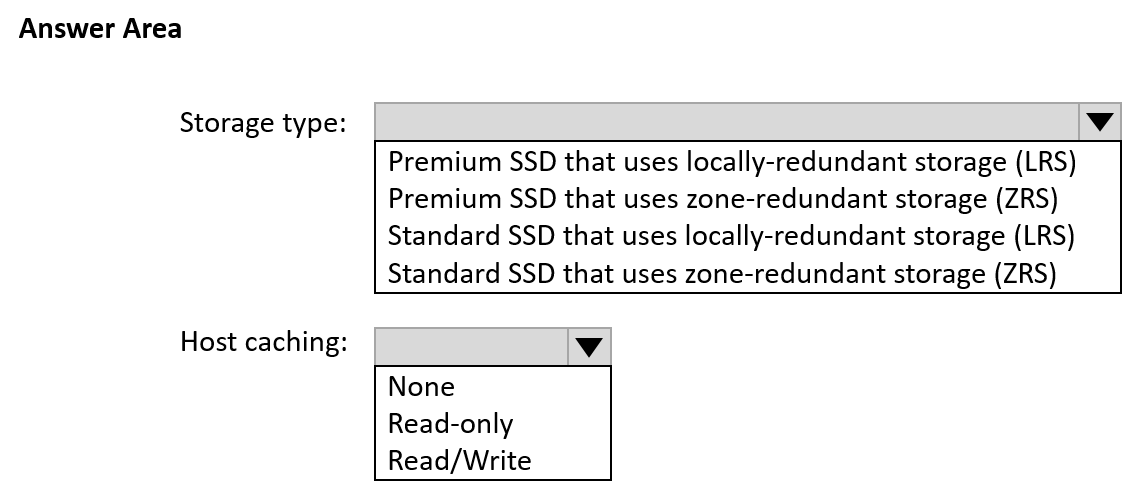 Answer Area
Storage type:
Premium SSD that uses locally-redundant storage (LRS)
Premium SSD that uses zone-redundant storage (ZRS)
Standard SSD that uses locally-redundant storage (LRS)
Standard SSD that uses zone-redundant storage (ZRS)
Host caching:
None
Read-only
Read/Write